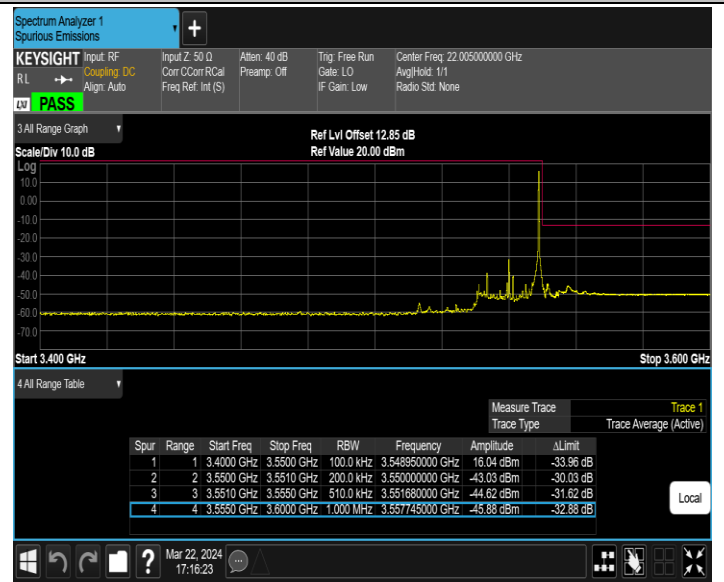 Spectrum Analyzer 1
Spurious Emissions
+
KEYSIGHT Input: RF Input Z: 50 Ω Atten: 40 dB Trig: Free Run Center Freq: 22.005000000 GHz
RL Coupling: DC Corr CCorr RCal Preamp: Off Gate: LO Avg|Hold: 1/1
Align: Auto Freq Ref: Int (S) IF Gain: Low Radio Std: None
LXI PASS
3 All Range Graph
Ref Lvl Offset 12.85 dB
Scale/Div 10.0 dB Ref Value 20.00 dBm
Log
10.0
0.00
-10.0
-20.0
-30.0
-40.0
-50.0
-60.0
-70.0
Start 3.400 GHz Stop 3.600 GHz
4 All Range Table
Measure Trace Trace 1
Trace Type Trace Average (Active)
Spur Range Start Freq Stop Freq RBW Frequency Amplitude ΔLimit
1 1 3.4000 GHz 3.5500 GHz 100.0 kHz 3.548950000 GHz 16.04 dBm -33.96 dB
2 2 3.5500 GHz 3.5510 GHz 200.0 kHz 3.550000000 GHz -43.03 dBm -30.03 dB
3 3 3.5510 GHz 3.5550 GHz 510.0 kHz 3.551680000 GHz -44.62 dBm -31.62 dB
4 4 3.5550 GHz 3.6000 GHz 1.000 MHz 3.557745000 GHz -45.88 dBm -32.88 dB
Local
? Mar 22, 2024
17:16:23